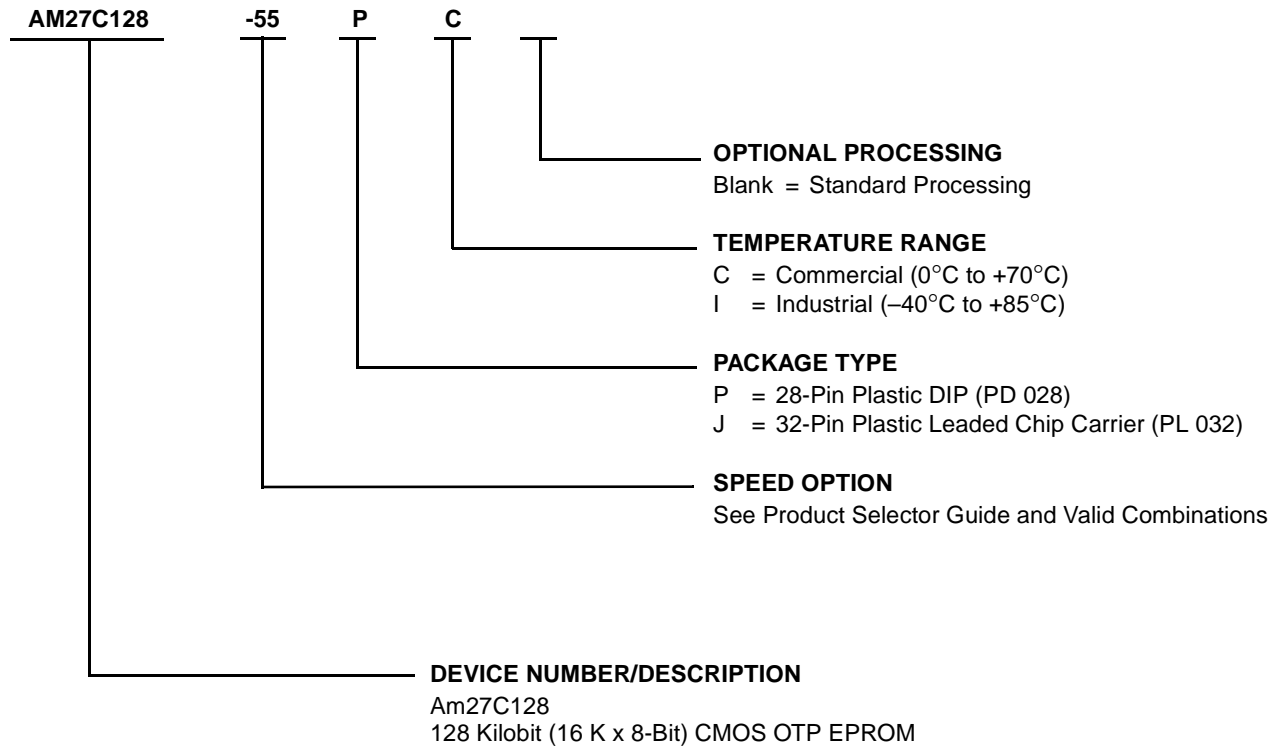 AM27C128 -55 P C
OPTIONAL PROCESSING
Blank = Standard Processing
TEMPERATURE RANGE
C = Commercial (0°C to +70°C)
I = Industrial (–40°C to +85°C)
PACKAGE TYPE
P = 28-Pin Plastic DIP (PD 028)
J = 32-Pin Plastic Leaded Chip Carrier (PL 032)
SPEED OPTION
See Product Selector Guide and Valid Combinations
DEVICE NUMBER/DESCRIPTION
Am27C128
128 Kilobit (16 K x 8-Bit) CMOS OTP EPROM